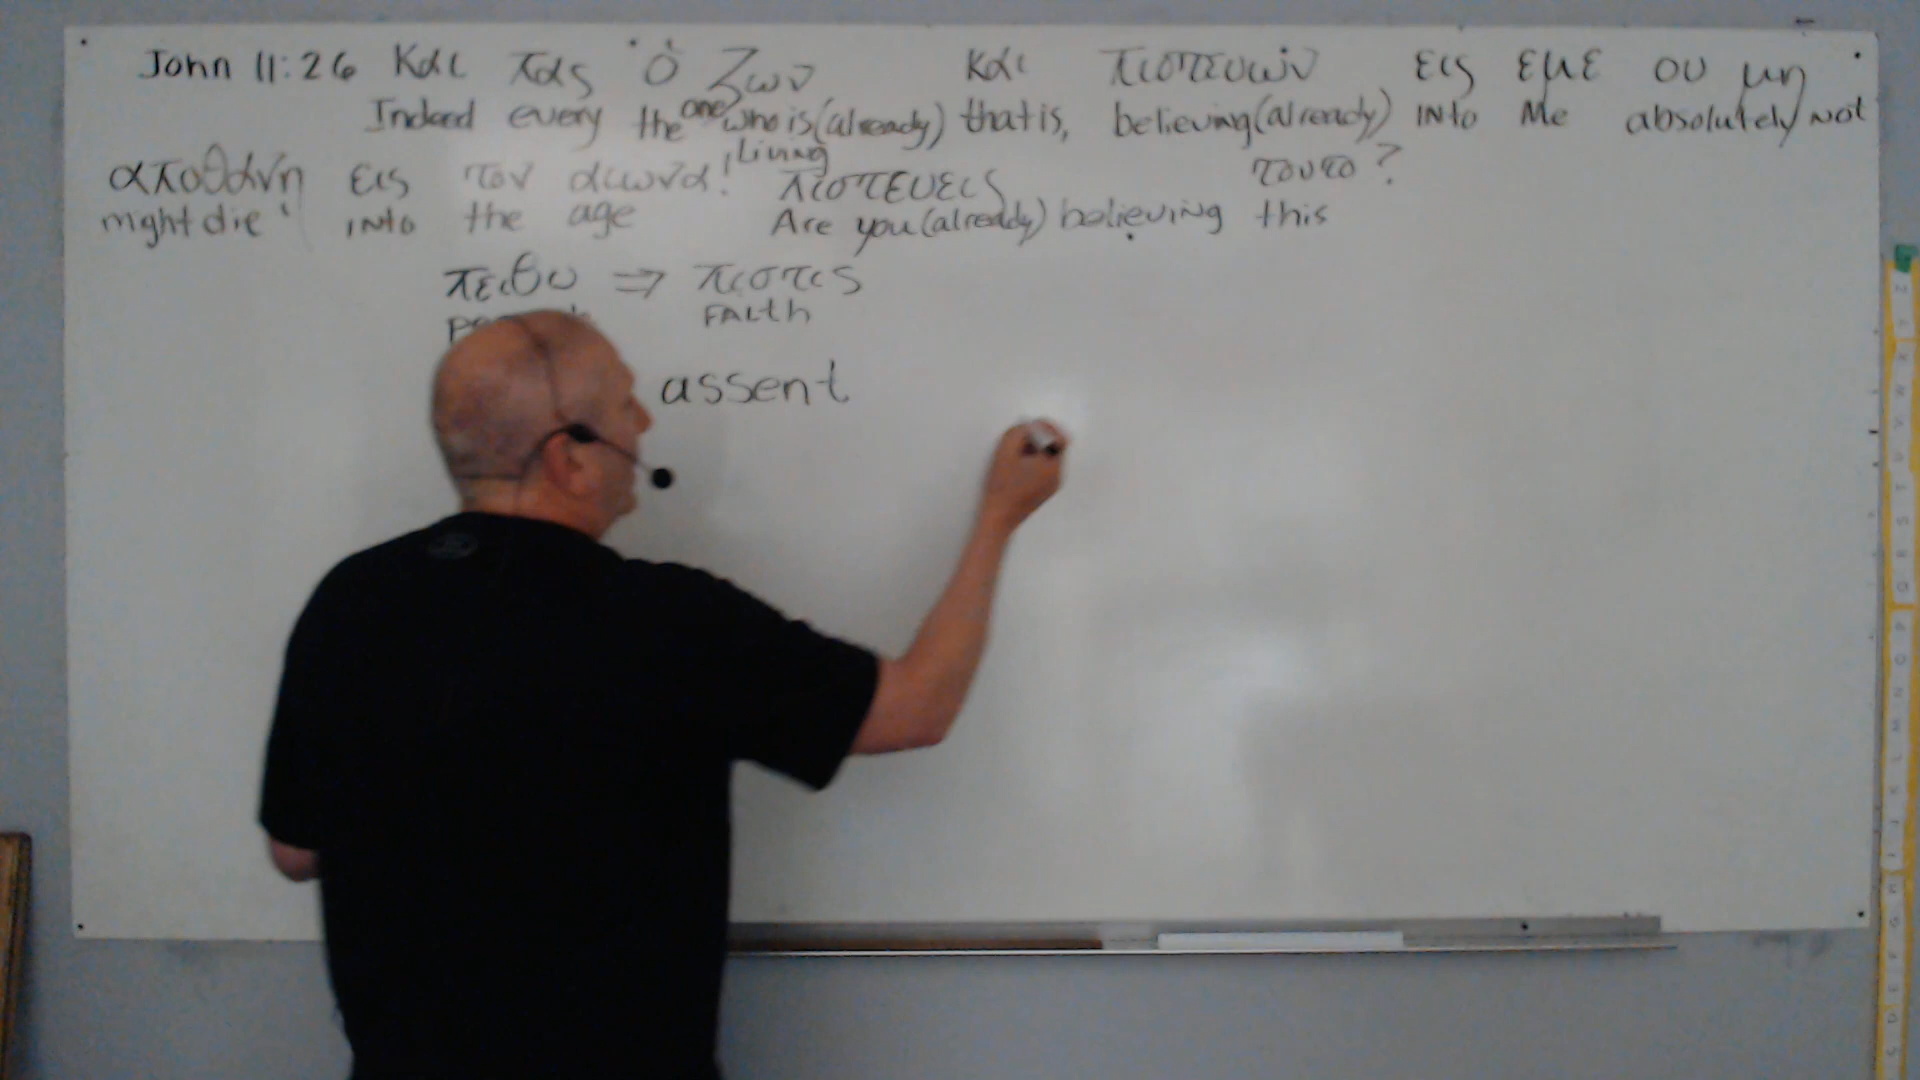 John 11:26 Και πας ὁ ζων και πιστευων εις εμε ου μη
Indeed every the one who is (already) that is, believing (already) INto Me absolutely not
Living
αποθανη εις τον αιωνα! πιστευεις τουτο?
mght die INto the age Are you (already) believing this
πειθω ⇒ πιστις
FAIth
assent